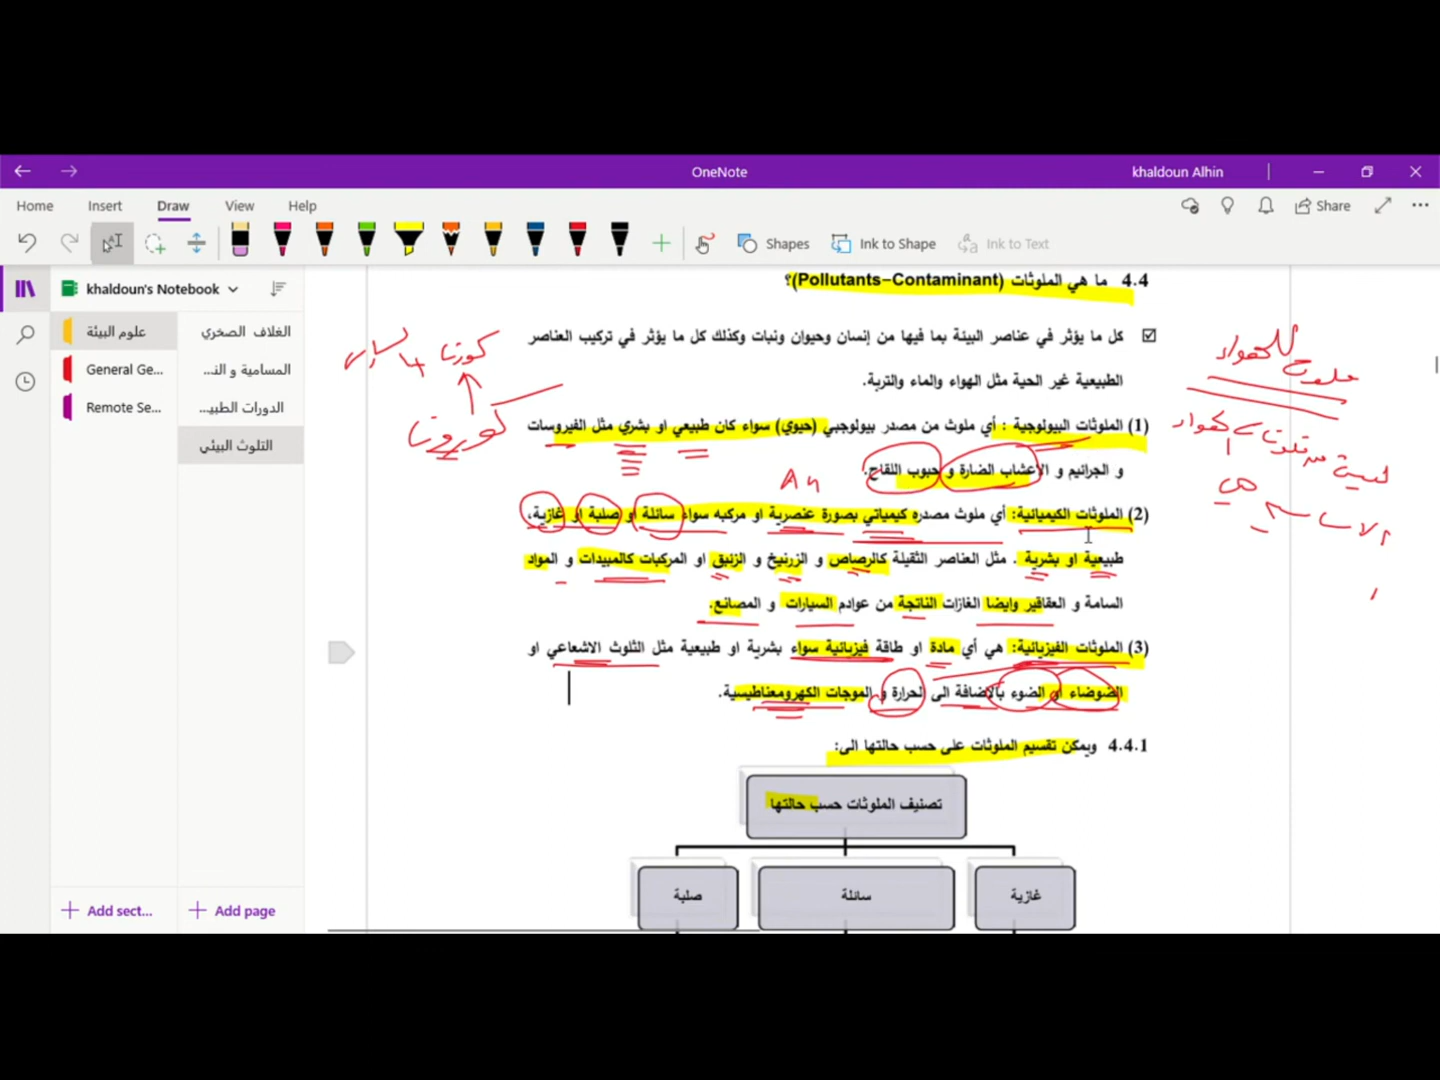 OneNote
khaldoun Alhin
Home Insert Draw View Help
Share
Shapes
Ink to Shape
Ink to Text
khaldoun's Notebook
علوم البيئة
General Ge...
Remote Se...
الغلاف الصخري
المسامية و الن...
الدورات الطبي...
التلوث البيئي
Add sect...
Add page
4.4 ما هي الملوثات (Pollutants–Contaminant)؟
كل ما يؤثر في عناصر البيئة بما فيها من إنسان وحيوان ونبات وكذلك كل ما يؤثر في تركيب العناصر
الطبيعية غير الحية مثل الهواء والماء والتربة.
(1) الملوثات البيولوجية : أي ملوث من مصدر بيولوجي (حيوي) سواء كان طبيعي او بشري مثل الفيروسات
و الجراثيم و الاعشاب الضارة و حبوب اللقاح.
(2) الملوثات الكيميائية: أي ملوث مصدره كيميائي بصورة عنصرية او مركبه سواء سائلة او صلبة او غازية،
طبيعية او بشرية . مثل العناصر الثقيلة كالرصاص و الزرنيخ و الزئبق او المركبات كالمبيدات و المواد
السامة و العقاقير وايضا الغازات الناتجة من عوادم السيارات و المصانع.
(3) الملوثات الفيزيائية: هي أي مادة او طاقة فيزيائية سواء بشرية او طبيعية مثل الثلوث الاشعاعي او
الضوضاء او الضوء بالاضافة الى الحرارة و الموجات الكهرومغناطيسية.
4.4.1 ويمكن تقسيم الملوثات على حسب حالتها الى:
تصنيف الملوثات حسب حالتها
غازية
سائلة
صلبة
كورونا
ملوث للهواء